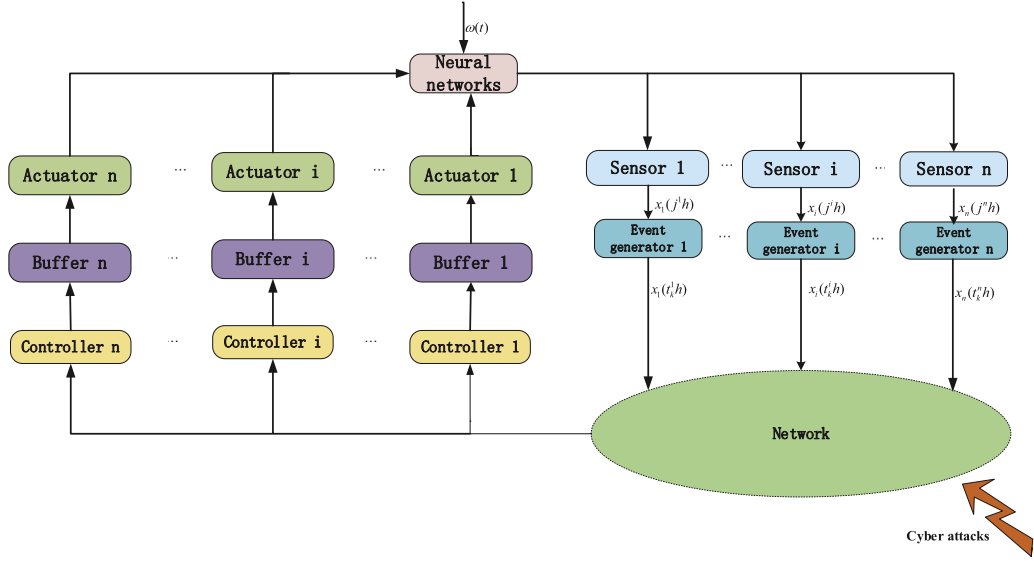 ω(t)
Neural
networks
Actuator n
...
Actuator i
...
Actuator 1
Sensor 1
...
Sensor i
...
Sensor n
x₁(j¹h)
xᵢ(jⁱh)
xₙ(jⁿh)
Buffer n
...
Buffer i
...
Buffer 1
Event
generator 1
...
Event
generator i
...
Event
generator n
x₁(t¹ₖh)
xᵢ(tⁱₖh)
xₙ(tⁿₖh)
Controller n
...
Controller i
...
Controller 1
Network
Cyber attacks